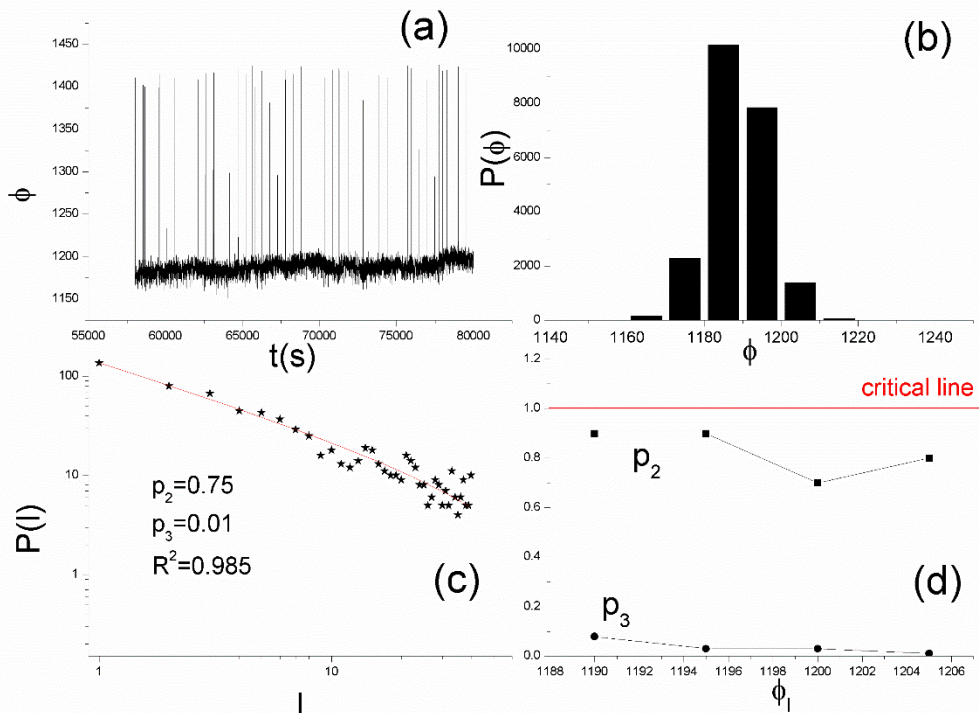 (a)
1450
1400
1350
1300
1250
1200
1150
ϕ
55000 60000 65000 70000 75000 80000
t(s)
(b)
10000
8000
6000
4000
2000
0
P(ϕ)
1140 1160 1180 1200 1220 1240
ϕ
100
10
1
P(l)
p2=0.75
p3=0.01
R²=0.985
(c)
1 10
l
1.2
1.0
0.8
0.6
0.4
0.2
0.0
critical line
p2
(d)
p3
1188 1190 1192 1194 1196 1198 1200 1202 1204 1206
ϕl